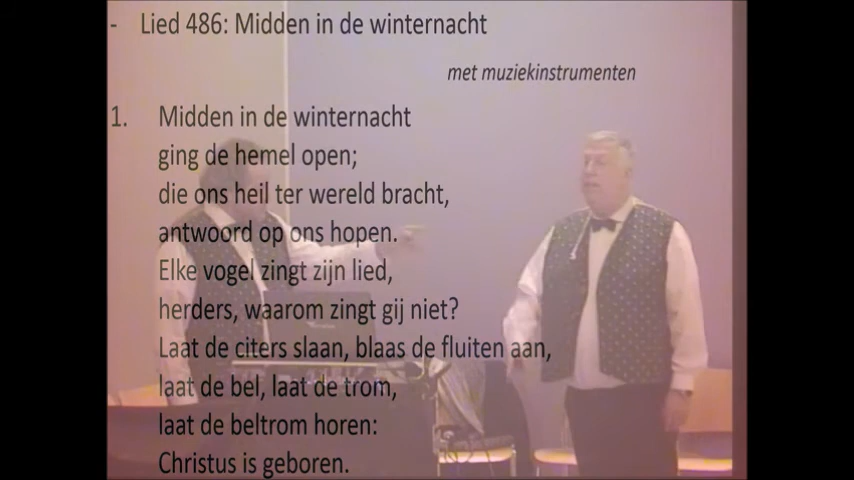 - Lied 486: Midden in de winternacht
met muziekinstrumenten
1. Midden in de winternacht
ging de hemel open;
die ons heil ter wereld bracht,
antwoord op ons hopen.
Elke vogel zingt zijn lied,
herders, waarom zingt gij niet?
Laat de citers slaan, blaas de fluiten aan,
laat de bel, laat de trom,
laat de beltrom horen:
Christus is geboren.